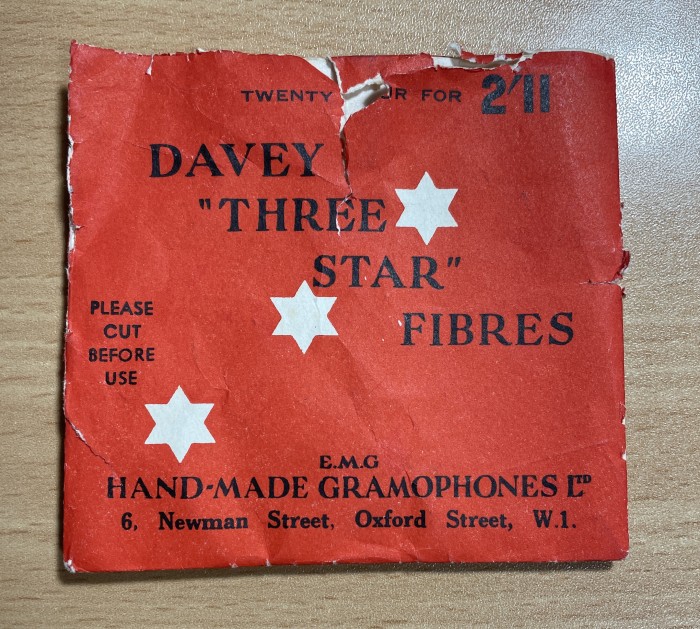 TWENTY UR FOR 2'11
DAVEY
"THREE
STAR"
FIBRES
PLEASE
CUT
BEFORE
USE
E.M.G
HAND-MADE GRAMOPHONES LTD
6, Newman Street, Oxford Street, W.1.